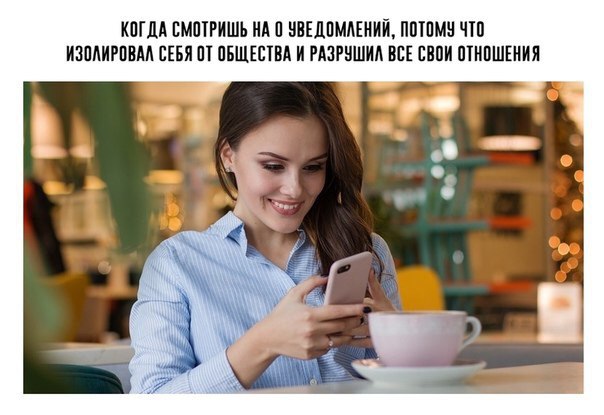 КОГДА СМОТРИШЬ НА 0 УВЕДОМЛЕНИЙ, ПОТОМУ ЧТО
ИЗОЛИРОВАЛ СЕБЯ ОТ ОБЩЕСТВА И РАЗРУШИЛ ВСЕ СВОИ ОТНОШЕНИЯ